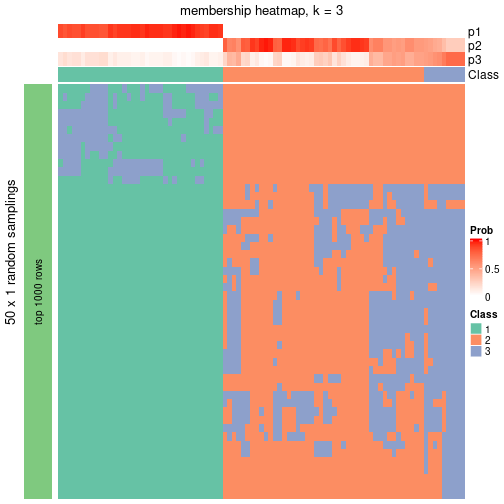 membership heatmap, k = 3
p1
p2
p3
Class
50 x 1 random samplings
top 1000 rows
Prob
1
0.5
0
Class
1
2
3